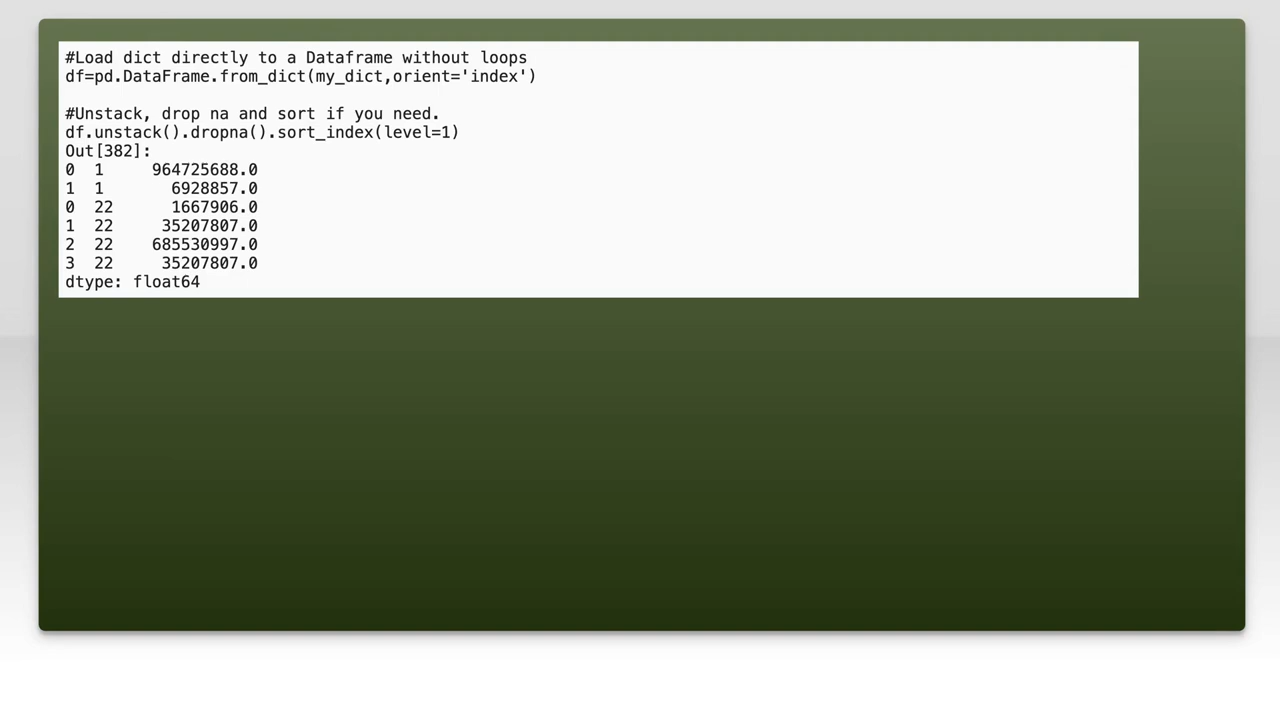 #Load dict directly to a Dataframe without loops
df=pd.DataFrame.from_dict(my_dict,orient='index')

#Unstack, drop na and sort if you need.
df.unstack().dropna().sort_index(level=1)
Out[382]:
0  1     964725688.0
1  1       6928857.0
0  22      1667906.0
1  22     35207807.0
2  22    685530997.0
3  22     35207807.0
dtype: float64